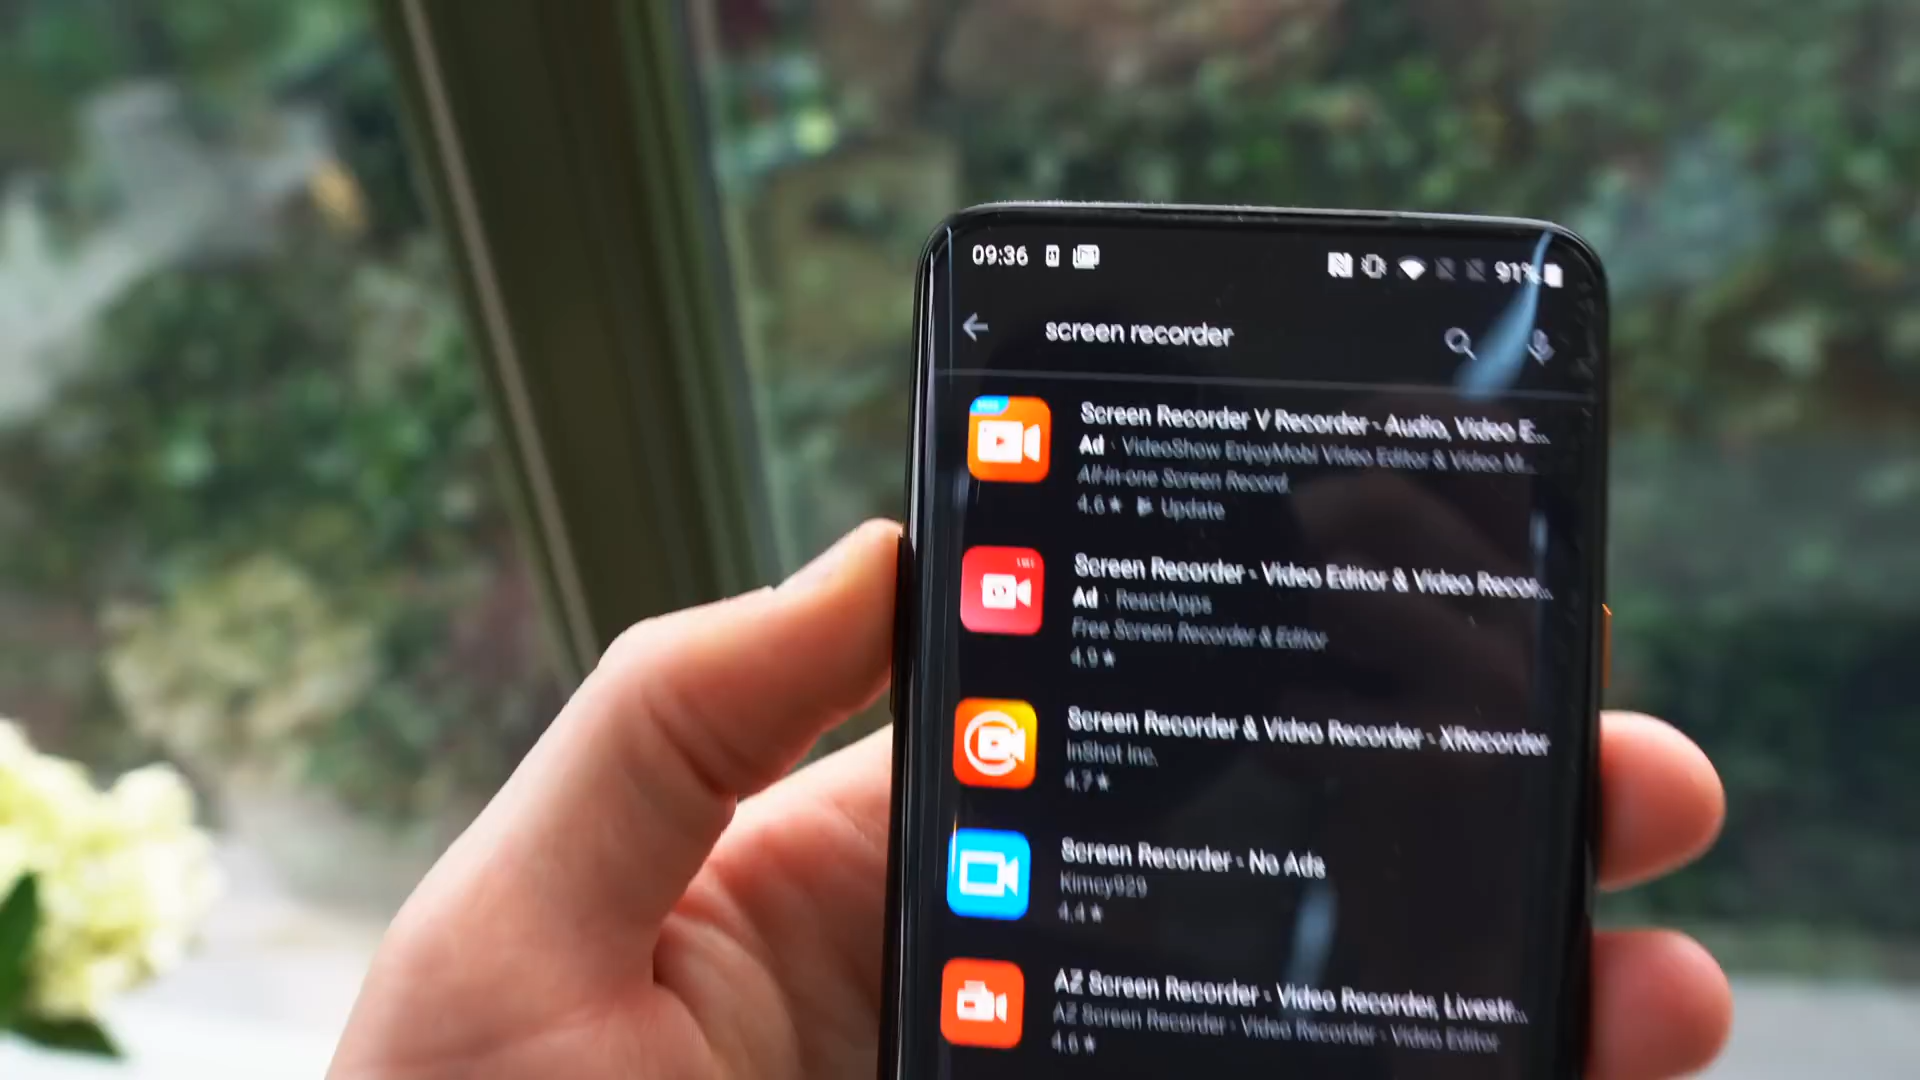 09:36 91%
screen recorder
Screen Recorder V Recorder - Audio, Video E...
Ad · VideoShow EnjoyMobi Video Editor & Video M...
All-in-one Screen Record.
4.6★ Update
Screen Recorder - Video Editor & Video Recor...
Ad · ReactApps
Free Screen Recorder & Editor
4.9★
Screen Recorder & Video Recorder - XRecorder
InShot Inc.
4.7★
Screen Recorder - No Ads
Kimcy929
4.4★
AZ Screen Recorder - Video Recorder, Livestr...
AZ Screen Recorder - Video Recorder - Video Editor
4.6★